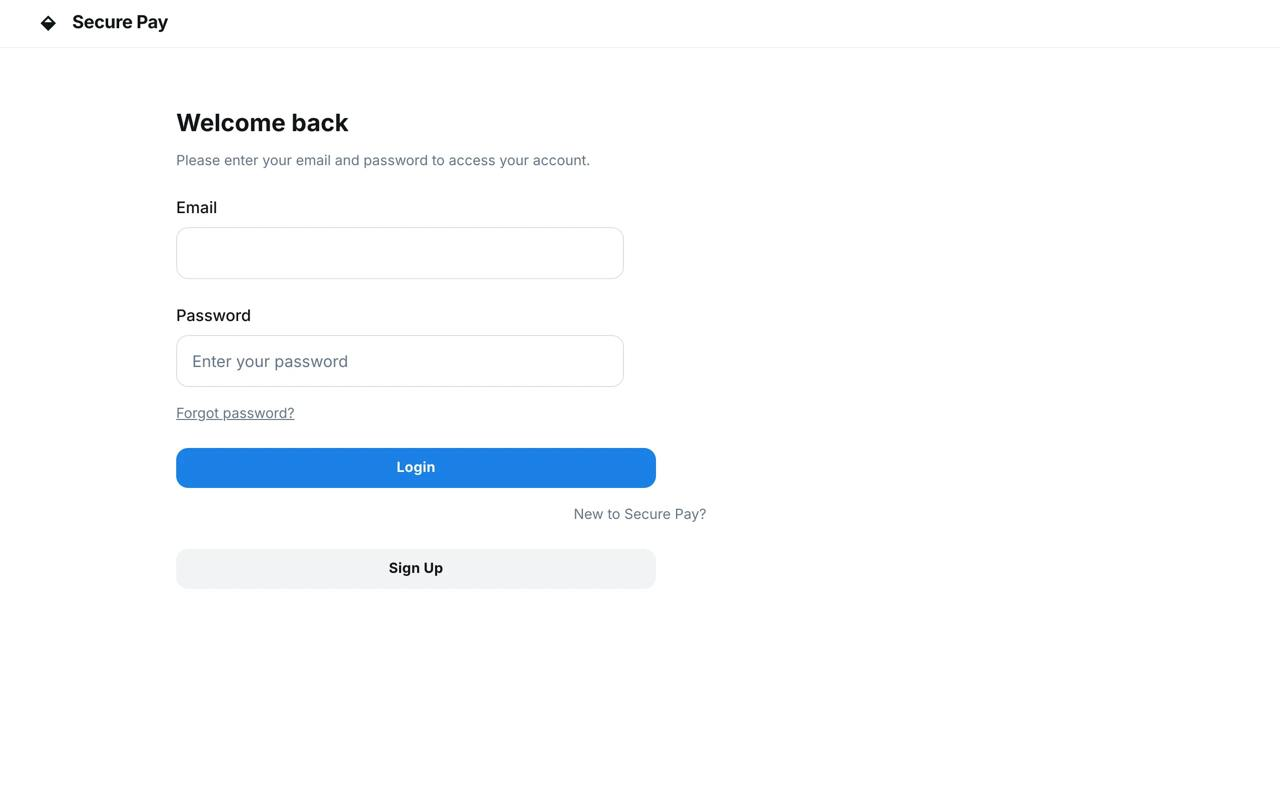 Secure Pay
Welcome back
Please enter your email and password to access your account.
Email
Password
Enter your password
Forgot password?
Login
New to Secure Pay?
Sign Up